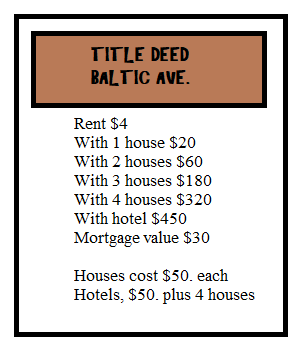 TITLE DEED
BALTIC AVE.
Rent $4
With 1 house $20
With 2 houses $60
With 3 houses $180
With 4 houses $320
With hotel $450
Mortgage value $30
Houses cost $50. each
Hotels, $50. plus 4 houses